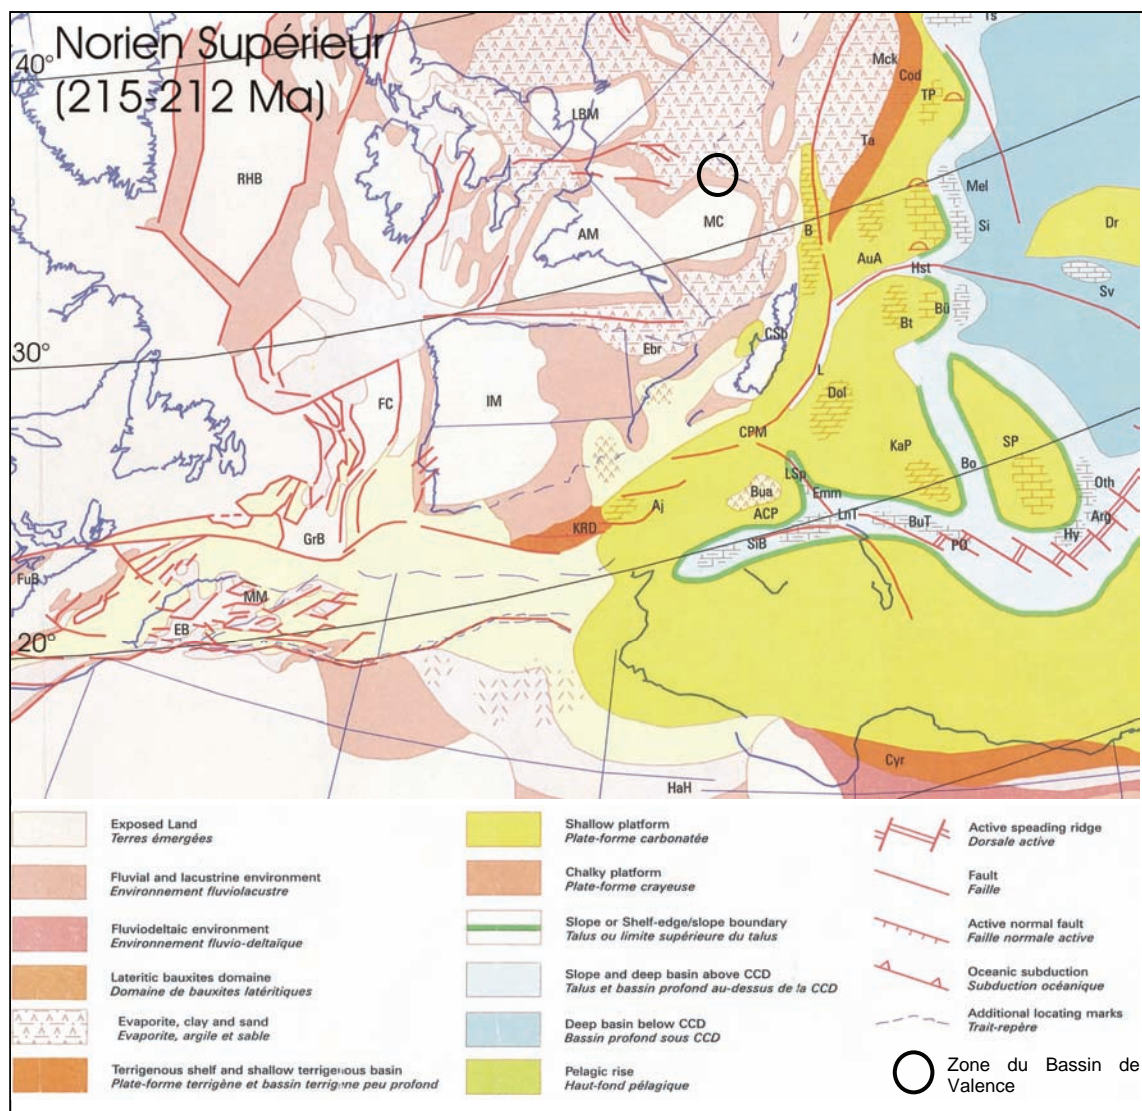 Norien Supérieur
(215-212 Ma)
40°
30°
20°
Ts
Mck
Cod
TP
LBM
Ta
RHB
Mel
MC
Si
AM
B
Dr
AuA
Hst
Sv
Bü
Bt
CSb
Ebr
L
FC
IM
Dol
CPM
KaP
SP
Bo
LSp
Oth
Bua
Emm
Aj
ACP
LnT
Arg
KRD
BuT
Hy
GrB
SiB
PO
FuB
MM
EB
Cyr
HaH
Exposed Land
Terres émergées
Fluvial and lacustrine environment
Environnement fluviolacustre
Fluviodeltaic environment
Environnement fluvio-deltaïque
Lateritic bauxites domaine
Domaine de bauxites latéritiques
Evaporite, clay and sand
Evaporite, argile et sable
Terrigenous shelf and shallow terrigenous basin
Plate-forme terrigène et bassin terrigene peu profond
Shallow platform
Plate-forme carbonatée
Chalky platform
Plate-forme crayeuse
Slope or Shelf-edge/slope boundary
Talus ou limite supérieure du talus
Slope and deep basin above CCD
Talus et bassin profond au-dessus de la CCD
Deep basin below CCD
Bassin profond sous CCD
Pelagic rise
Haut-fond pélagique
Active speading ridge
Dorsale active
Fault
Faille
Active normal fault
Faille normale active
Oceanic subduction
Subduction océanique
Additional locating marks
Trait-repère
Zone du Bassin de
Valence